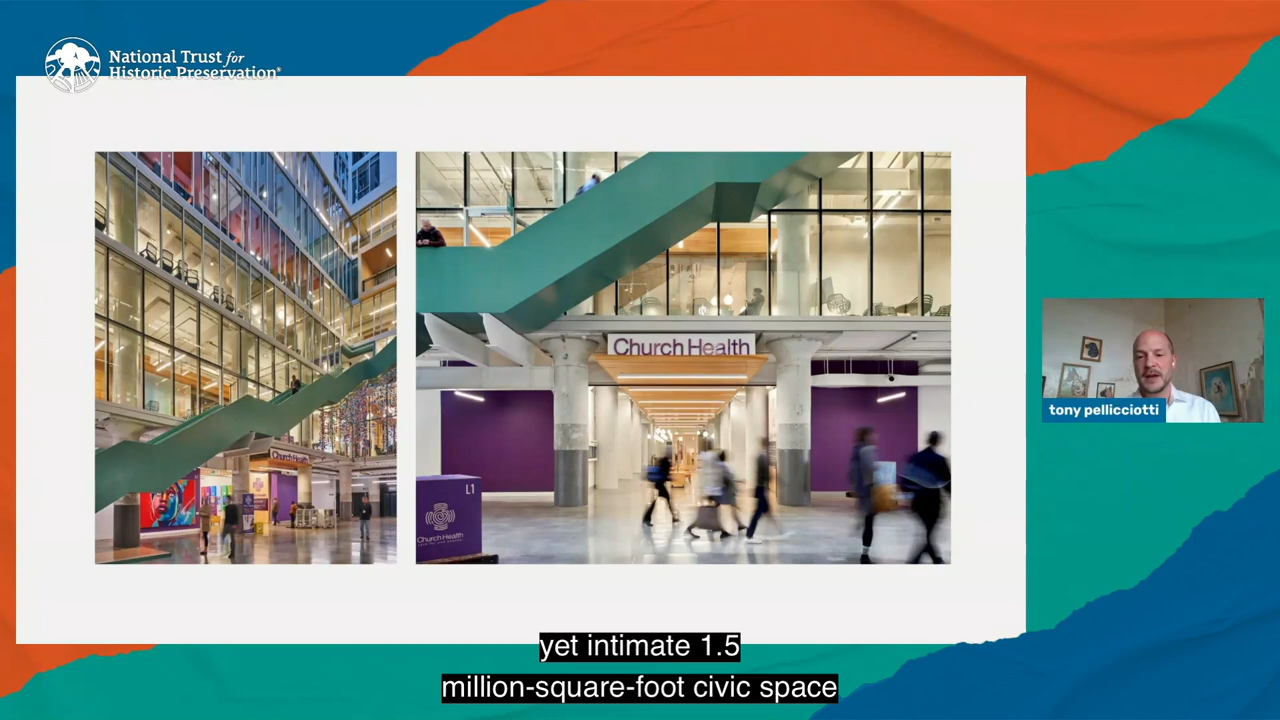 National Trust for
Historic Preservation®
Church Health
Church Health
L1
Church Health
tony pellicciotti
yet intimate 1.5
million-square-foot civic space